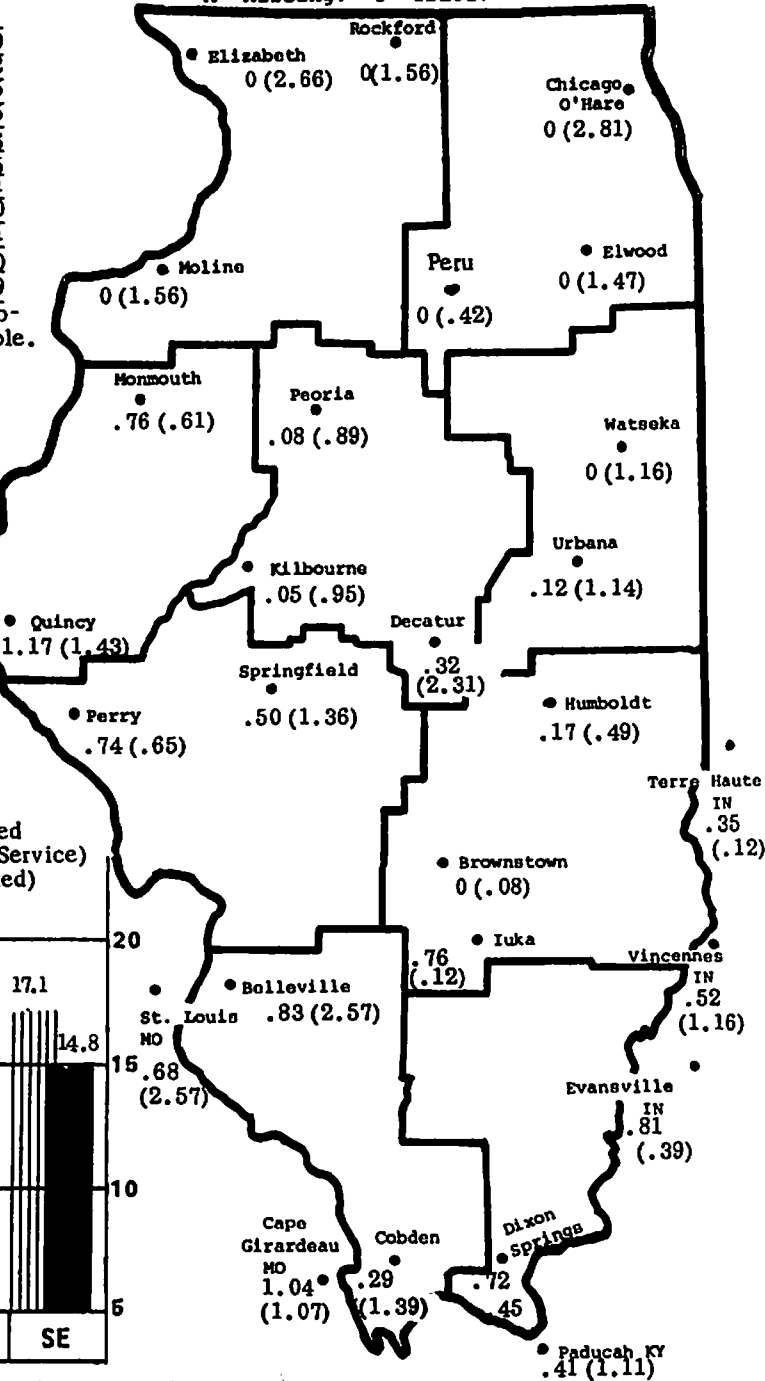 Rockford
0(1.56)
Elizabeth
0 (2.66)
Chicago
O'Hare
0 (2.81)
Moline
0 (1.56)
Peru
0 (.42)
Elwood
0 (1.47)
ole.
Monmouth
.76 (.61)
Peoria
.08 (.89)
Watseka
0 (1.16)
Urbana
.12 (1.14)
Kilbourne
.05 (.95)
Quincy
1.17 (1.43)
Decatur
.32
(2.31)
Springfield
.50 (1.36)
Perry
.74 (.65)
Humboldt
.17 (.49)
Terre Haute
IN
.35
(.12)
ed
Service)
ed)
Brownstown
0 (.08)
Iuka
.76
(.12)
Vincennes
IN
.52
(1.16)
Belleville
.83 (2.57)
St. Louis
MO
.68
(2.57)
Evansville
IN
.81
(.39)
20
17.1
14.8
15
10
5
SE
Cape
Girardeau
MO
1.04
(1.07)
Cobden
.29
(1.39)
Dixon
Springs
.72
.45
Paducah KY
.41 (1.11)